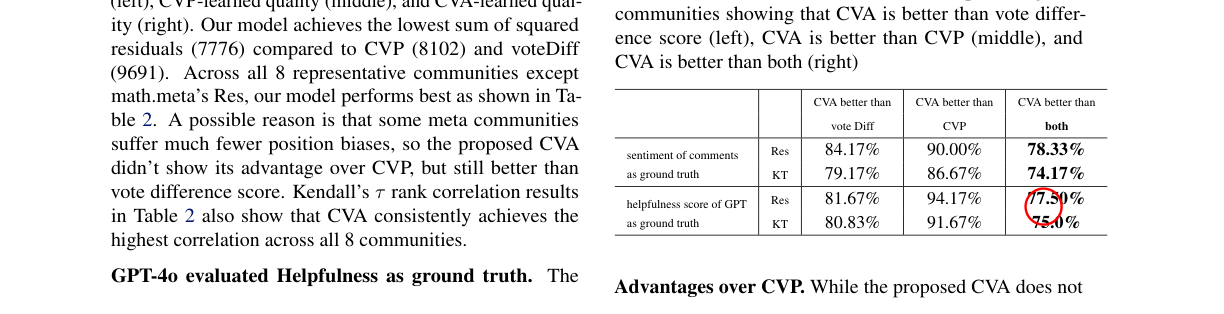 (left), CVP-learned quality (middle), and CVA-learned qual-
ity (right). Our model achieves the lowest sum of squared
residuals (7776) compared to CVP (8102) and voteDiff
(9691). Across all 8 representative communities except
math.meta's Res, our model performs best as shown in Ta-
ble 2. A possible reason is that some meta communities
suffer much fewer position biases, so the proposed CVA
didn't show its advantage over CVP, but still better than
vote difference score. Kendall's τ rank correlation results
in Table 2 also show that CVA consistently achieves the
highest correlation across all 8 communities.
GPT-4o evaluated Helpfulness as ground truth. The
communities showing that CVA is better than vote differ-
ence score (left), CVA is better than CVP (middle), and
CVA is better than both (right)
CVA better than vote Diff CVA better than CVP CVA better than both
sentiment of comments as ground truth
Res 84.17% 90.00% 78.33%
KT 79.17% 86.67% 74.17%
helpfulness score of GPT as ground truth
Res 81.67% 94.17% 77.50%
KT 80.83% 91.67% 75.0%
Advantages over CVP. While the proposed CVA does not